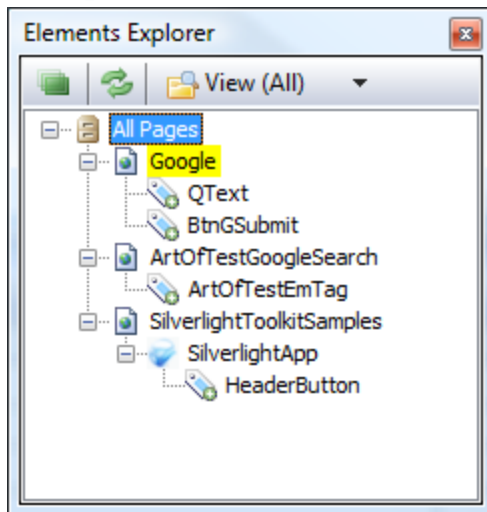 Elements Explorer
View (All)
All Pages
Google
QText
BtnGSubmit
ArtOfTestGoogleSearch
ArtOfTestEmTag
SilverlightToolkitSamples
SilverlightApp
HeaderButton